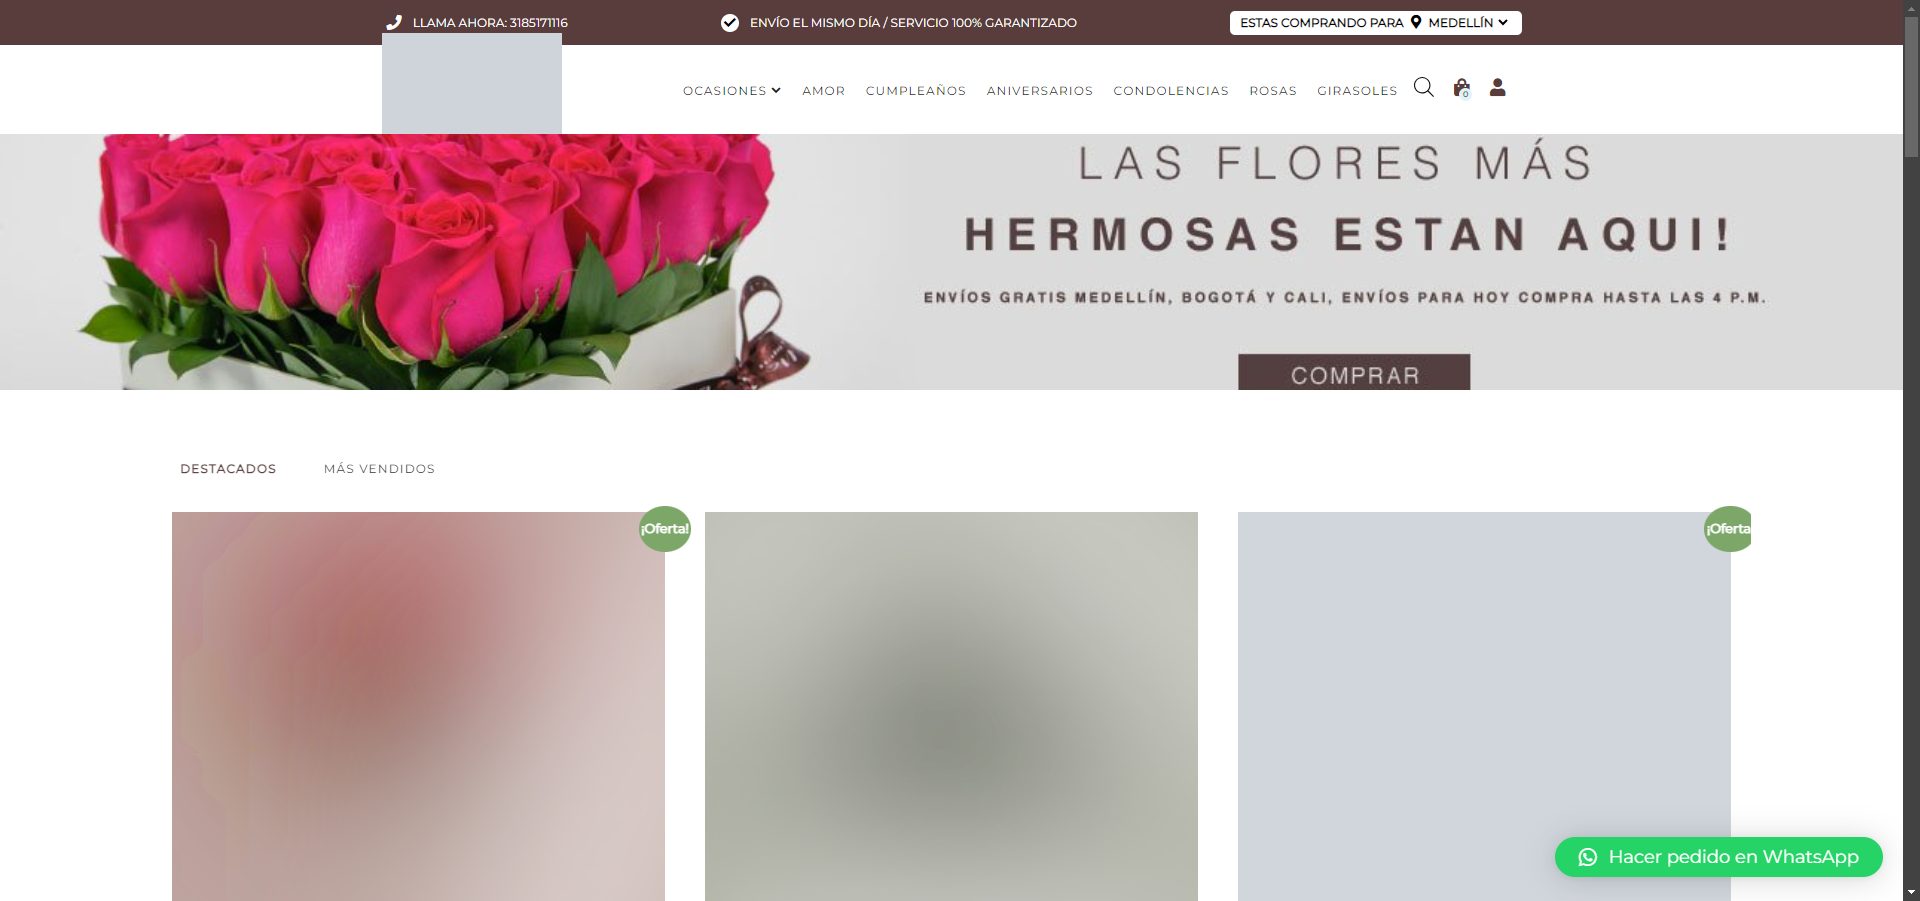 LLAMA AHORA: 3185171116
ENVÍO EL MISMO DÍA / SERVICIO 100% GARANTIZADO
ESTAS COMPRANDO PARA MEDELLÍN
OCASIONES AMOR CUMPLEAÑOS ANIVERSARIOS CONDOLENCIAS ROSAS GIRASOLES
0
LAS FLORES MÁS
HERMOSAS ESTAN AQUI!
ENVÍOS GRATIS MEDELLÍN, BOGOTÁ Y CALI, ENVÍOS PARA HOY COMPRA HASTA LAS 4 P.M.
COMPRAR
DESTACADOS MÁS VENDIDOS
¡Oferta!
¡Oferta
Hacer pedido en WhatsApp